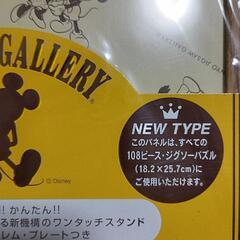 GALLERY
© Disney
NEW TYPE
このパネルは、すべての
108ピース・ジグソーパズル
(18.2×25.7cm)に
ご使用いただけます。
!! かんたん!!
る新機構のワンタッチスタンド
レム・プレートつき